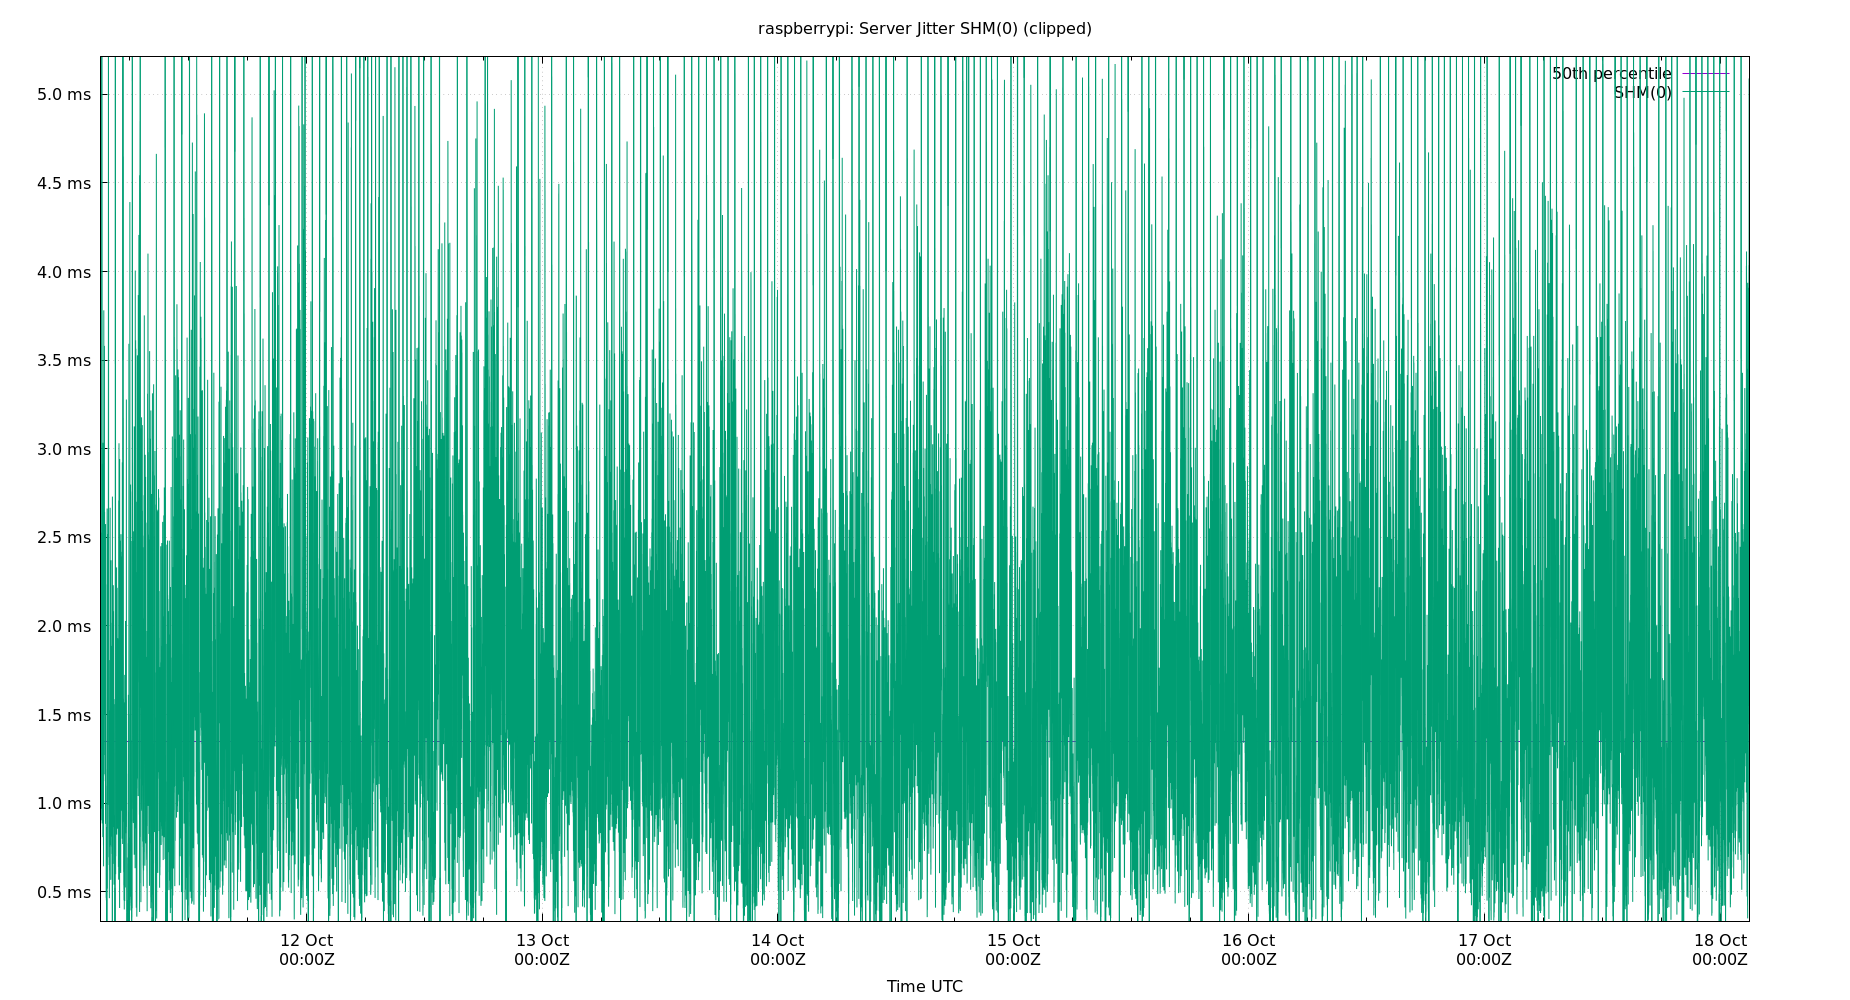 raspberrypi: Server Jitter SHM(0) (clipped)
50th percentile
SHM(0)
5.0 ms
4.5 ms
4.0 ms
3.5 ms
3.0 ms
2.5 ms
2.0 ms
1.5 ms
1.0 ms
0.5 ms
12 Oct 13 Oct 14 Oct 15 Oct 16 Oct 17 Oct 18 Oct
00:00Z 00:00Z 00:00Z 00:00Z 00:00Z 00:00Z 00:00Z
Time UTC